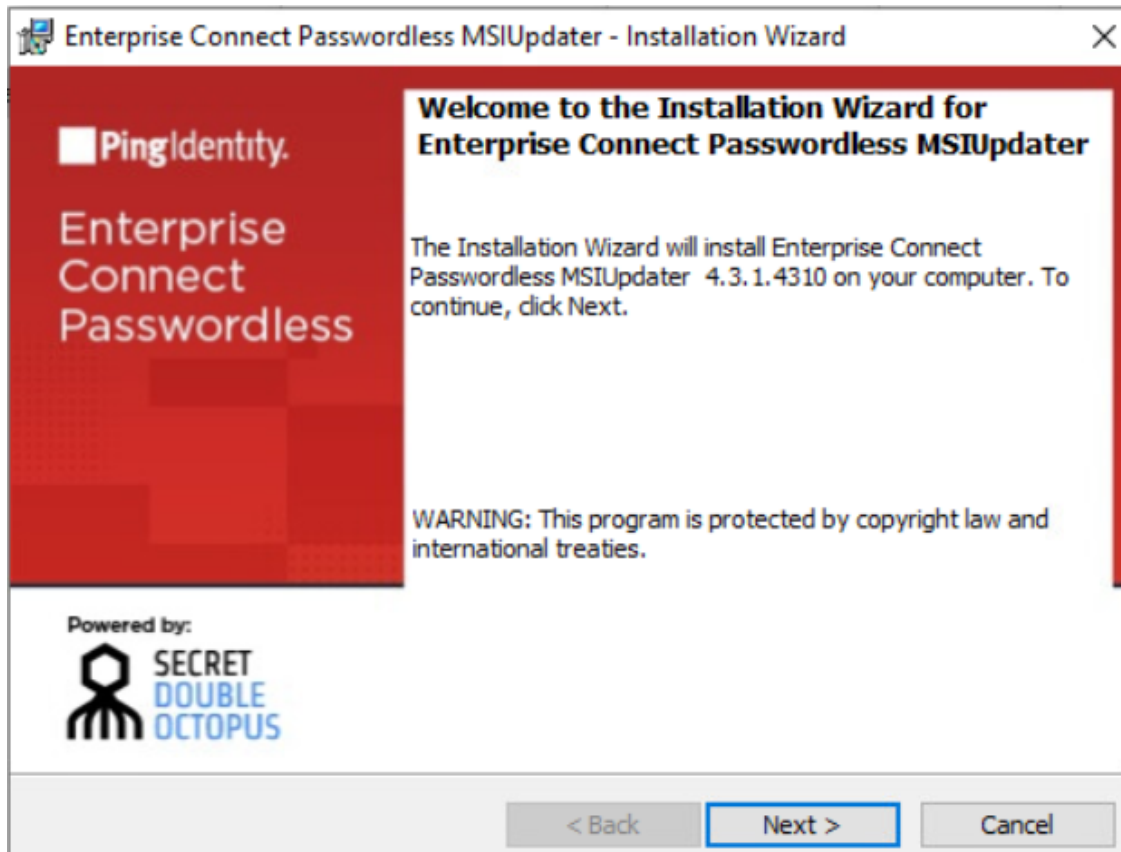 Enterprise Connect Passwordless MSIUpdater - Installation Wizard
PingIdentity.
Enterprise
Connect
Passwordless
Welcome to the Installation Wizard for
Enterprise Connect Passwordless MSIUpdater
The Installation Wizard will install Enterprise Connect
Passwordless MSIUpdater 4.3.1.4310 on your computer. To
continue, click Next.
WARNING: This program is protected by copyright law and
international treaties.
Powered by:
SECRET
DOUBLE
OCTOPUS
< Back
Next >
Cancel